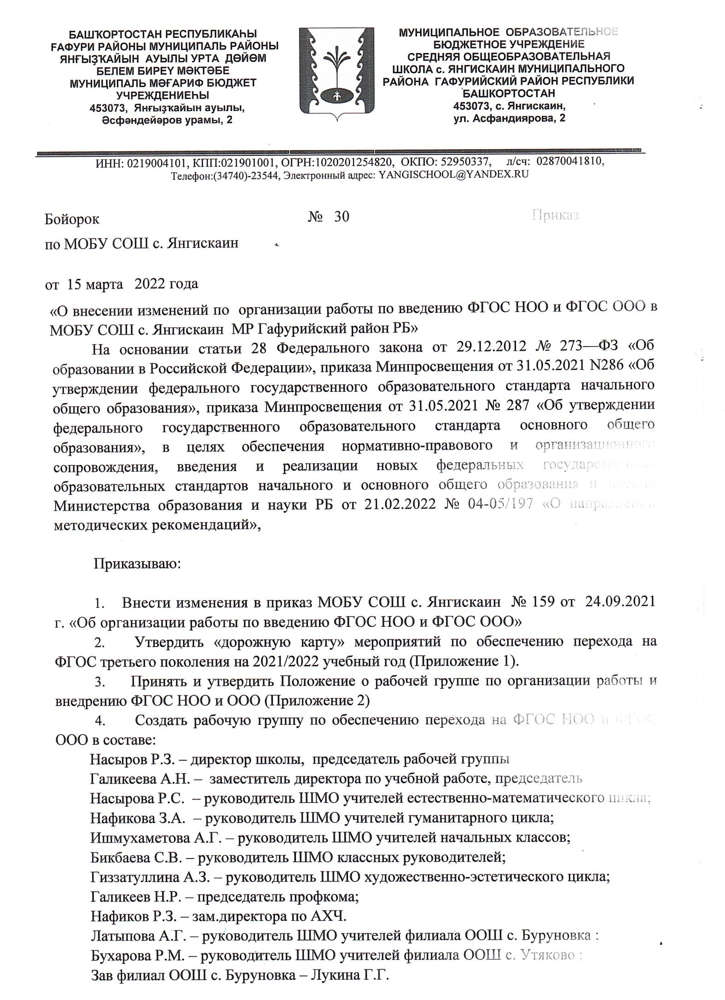 БАШҠОРТОСТАН РЕСПУБЛИКАҺЫ
ҒАФУРИ РАЙОНЫ МУНИЦИПАЛЬ РАЙОНЫ
ЯНҒЫҘҠАЙЫН АУЫЛЫ УРТА ДӨЙӨМ
БЕЛЕМ БИРЕҮ МӘКТӘБЕ
МУНИЦИПАЛЬ МӘҒАРИФ БЮДЖЕТ
УЧРЕЖДЕНИЕҺЫ
453073, Янғыҙҡайын ауылы,
Әсфәндейәров урамы, 2
МУНИЦИПАЛЬНОЕ ОБРАЗОВАТЕЛЬНОЕ
БЮДЖЕТНОЕ УЧРЕЖДЕНИЕ
СРЕДНЯЯ ОБЩЕОБРАЗОВАТЕЛЬНАЯ
ШКОЛА с. ЯНГИСКАИН МУНИЦИПАЛЬНОГО
РАЙОНА ГАФУРИЙСКИЙ РАЙОН РЕСПУБЛИКИ
БАШКОРТОСТАН
453073, с. Янгискаин,
ул. Асфандиярова, 2
ИНН: 0219004101, КПП:021901001, ОГРН:1020201254820, ОКПО: 52950337, л/сч: 02870041810,
Телефон:(34740)-23544, Электронный адрес: YANGISCHOOL@YANDEX.RU
Бойорок № 30 Приказ
по МОБУ СОШ с. Янгискаин
от 15 марта 2022 года
«О внесении изменений по организации работы по введению ФГОС НОО и ФГОС ООО в
МОБУ СОШ с. Янгискаин МР Гафурийский район РБ»
На основании статьи 28 Федерального закона от 29.12.2012 № 273—ФЗ «Об
образовании в Российской Федерации», приказа Минпросвещения от 31.05.2021 N286 «Об
утверждении федерального государственного образовательного стандарта начального
общего образования», приказа Минпросвещения от 31.05.2021 № 287 «Об утверждении
федерального государственного образовательного стандарта основного общего
образования», в целях обеспечения нормативно-правового и организационного
сопровождения, введения и реализации новых федеральных государственных
образовательных стандартов начального и основного общего образования и письма
Министерства образования и науки РБ от 21.02.2022 № 04-05/197 «О направлении
методических рекомендаций»,
Приказываю:
1. Внести изменения в приказ МОБУ СОШ с. Янгискаин № 159 от 24.09.2021
г. «Об организации работы по введению ФГОС НОО и ФГОС ООО»
2. Утвердить «дорожную карту» мероприятий по обеспечению перехода на
ФГОС третьего поколения на 2021/2022 учебный год (Приложение 1).
3. Принять и утвердить Положение о рабочей группе по организации работы и
внедрению ФГОС НОО и ООО (Приложение 2)
4. Создать рабочую группу по обеспечению перехода на ФГОС НОО и ФГОС
ООО в составе:
Насыров Р.З. – директор школы, председатель рабочей группы
Галикеева А.Н. – заместитель директора по учебной работе, председатель
Насырова Р.С. – руководитель ШМО учителей естественно-математического цикла;
Нафикова З.А. – руководитель ШМО учителей гуманитарного цикла;
Ишмухаметова А.Г. – руководитель ШМО учителей начальных классов;
Бикбаева С.В. – руководитель ШМО классных руководителей;
Гиззатуллина А.З. – руководитель ШМО художественно-эстетического цикла;
Галикеев Н.Р. – председатель профкома;
Нафиков Р.З. – зам.директора по АХЧ.
Латыпова А.Г. – руководитель ШМО учителей филиала ООШ с. Буруновка ;
Бухарова Р.М. – руководитель ШМО учителей филиала ООШ с. Утяково ;
Зав филиал ООШ с. Буруновка – Лукина Г.Г.